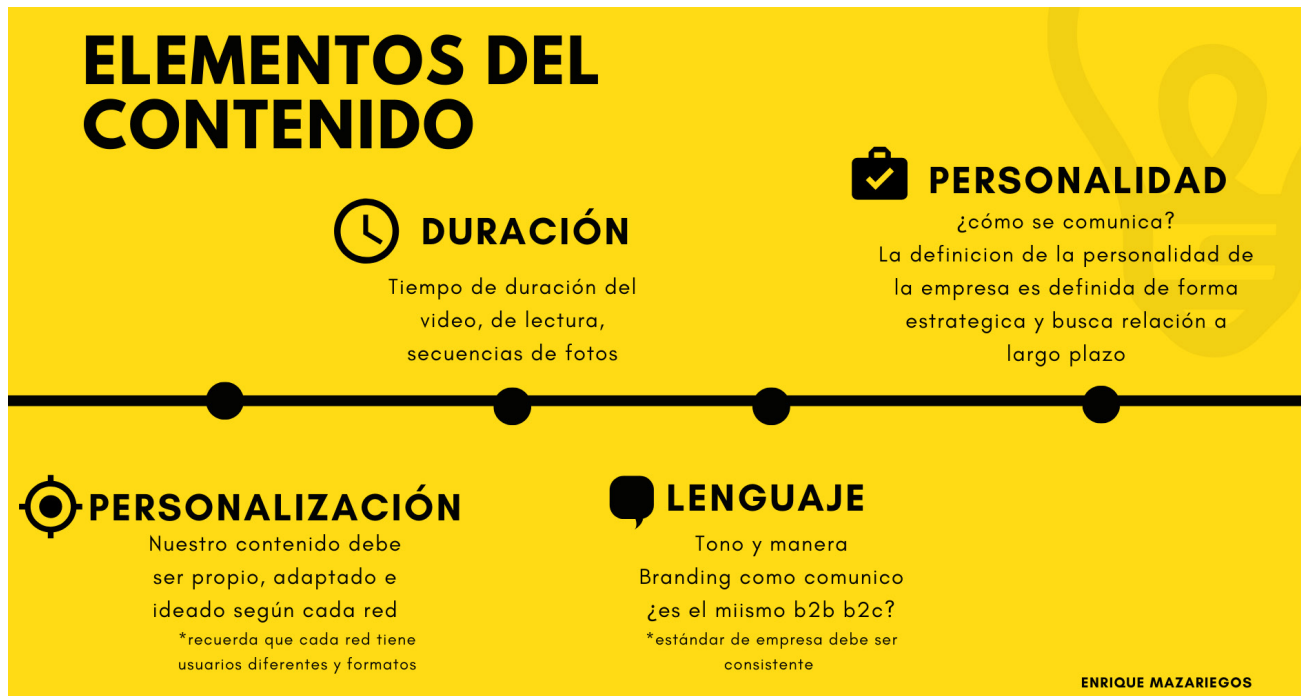 ELEMENTOS DEL
CONTENIDO
PERSONALIZACIÓN
Nuestro contenido debe
ser propio, adaptado e
ideado según cada red
*recuerda que cada red tiene
usuarios diferentes y formatos
DURACIÓN
Tiempo de duración del
video, de lectura,
secuencias de fotos
LENGUAJE
Tono y manera
Branding como comunico
¿es el miismo b2b b2c?
*estándar de empresa debe ser
consistente
PERSONALIDAD
¿cómo se comunica?
La definicion de la personalidad de
la empresa es definida de forma
estrategica y busca relación a
largo plazo
ENRIQUE MAZARIEGOS